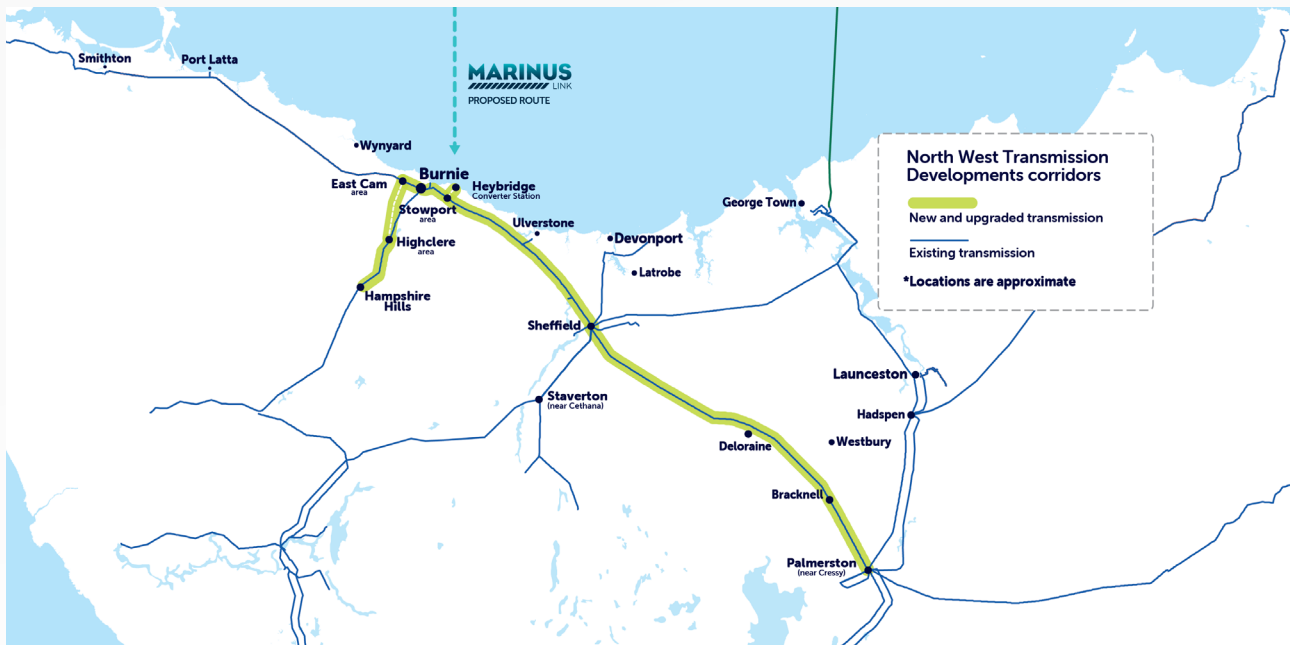 MARINUS
LINK
PROPOSED ROUTE
Smithton
Port Latta
Wynyard
Burnie
East Cam
area
Heybridge
Converter Station
Stowport
area
Ulverstone
Highclere
area
Devonport
Latrobe
George Town
Hampshire
Hills
Sheffield
Staverton
(near Cethana)
Launceston
Hadspen
Westbury
Deloraine
Bracknell
Palmerston
(near Cressy)
North West Transmission
Developments corridors
New and upgraded transmission
Existing transmission
*Locations are approximate